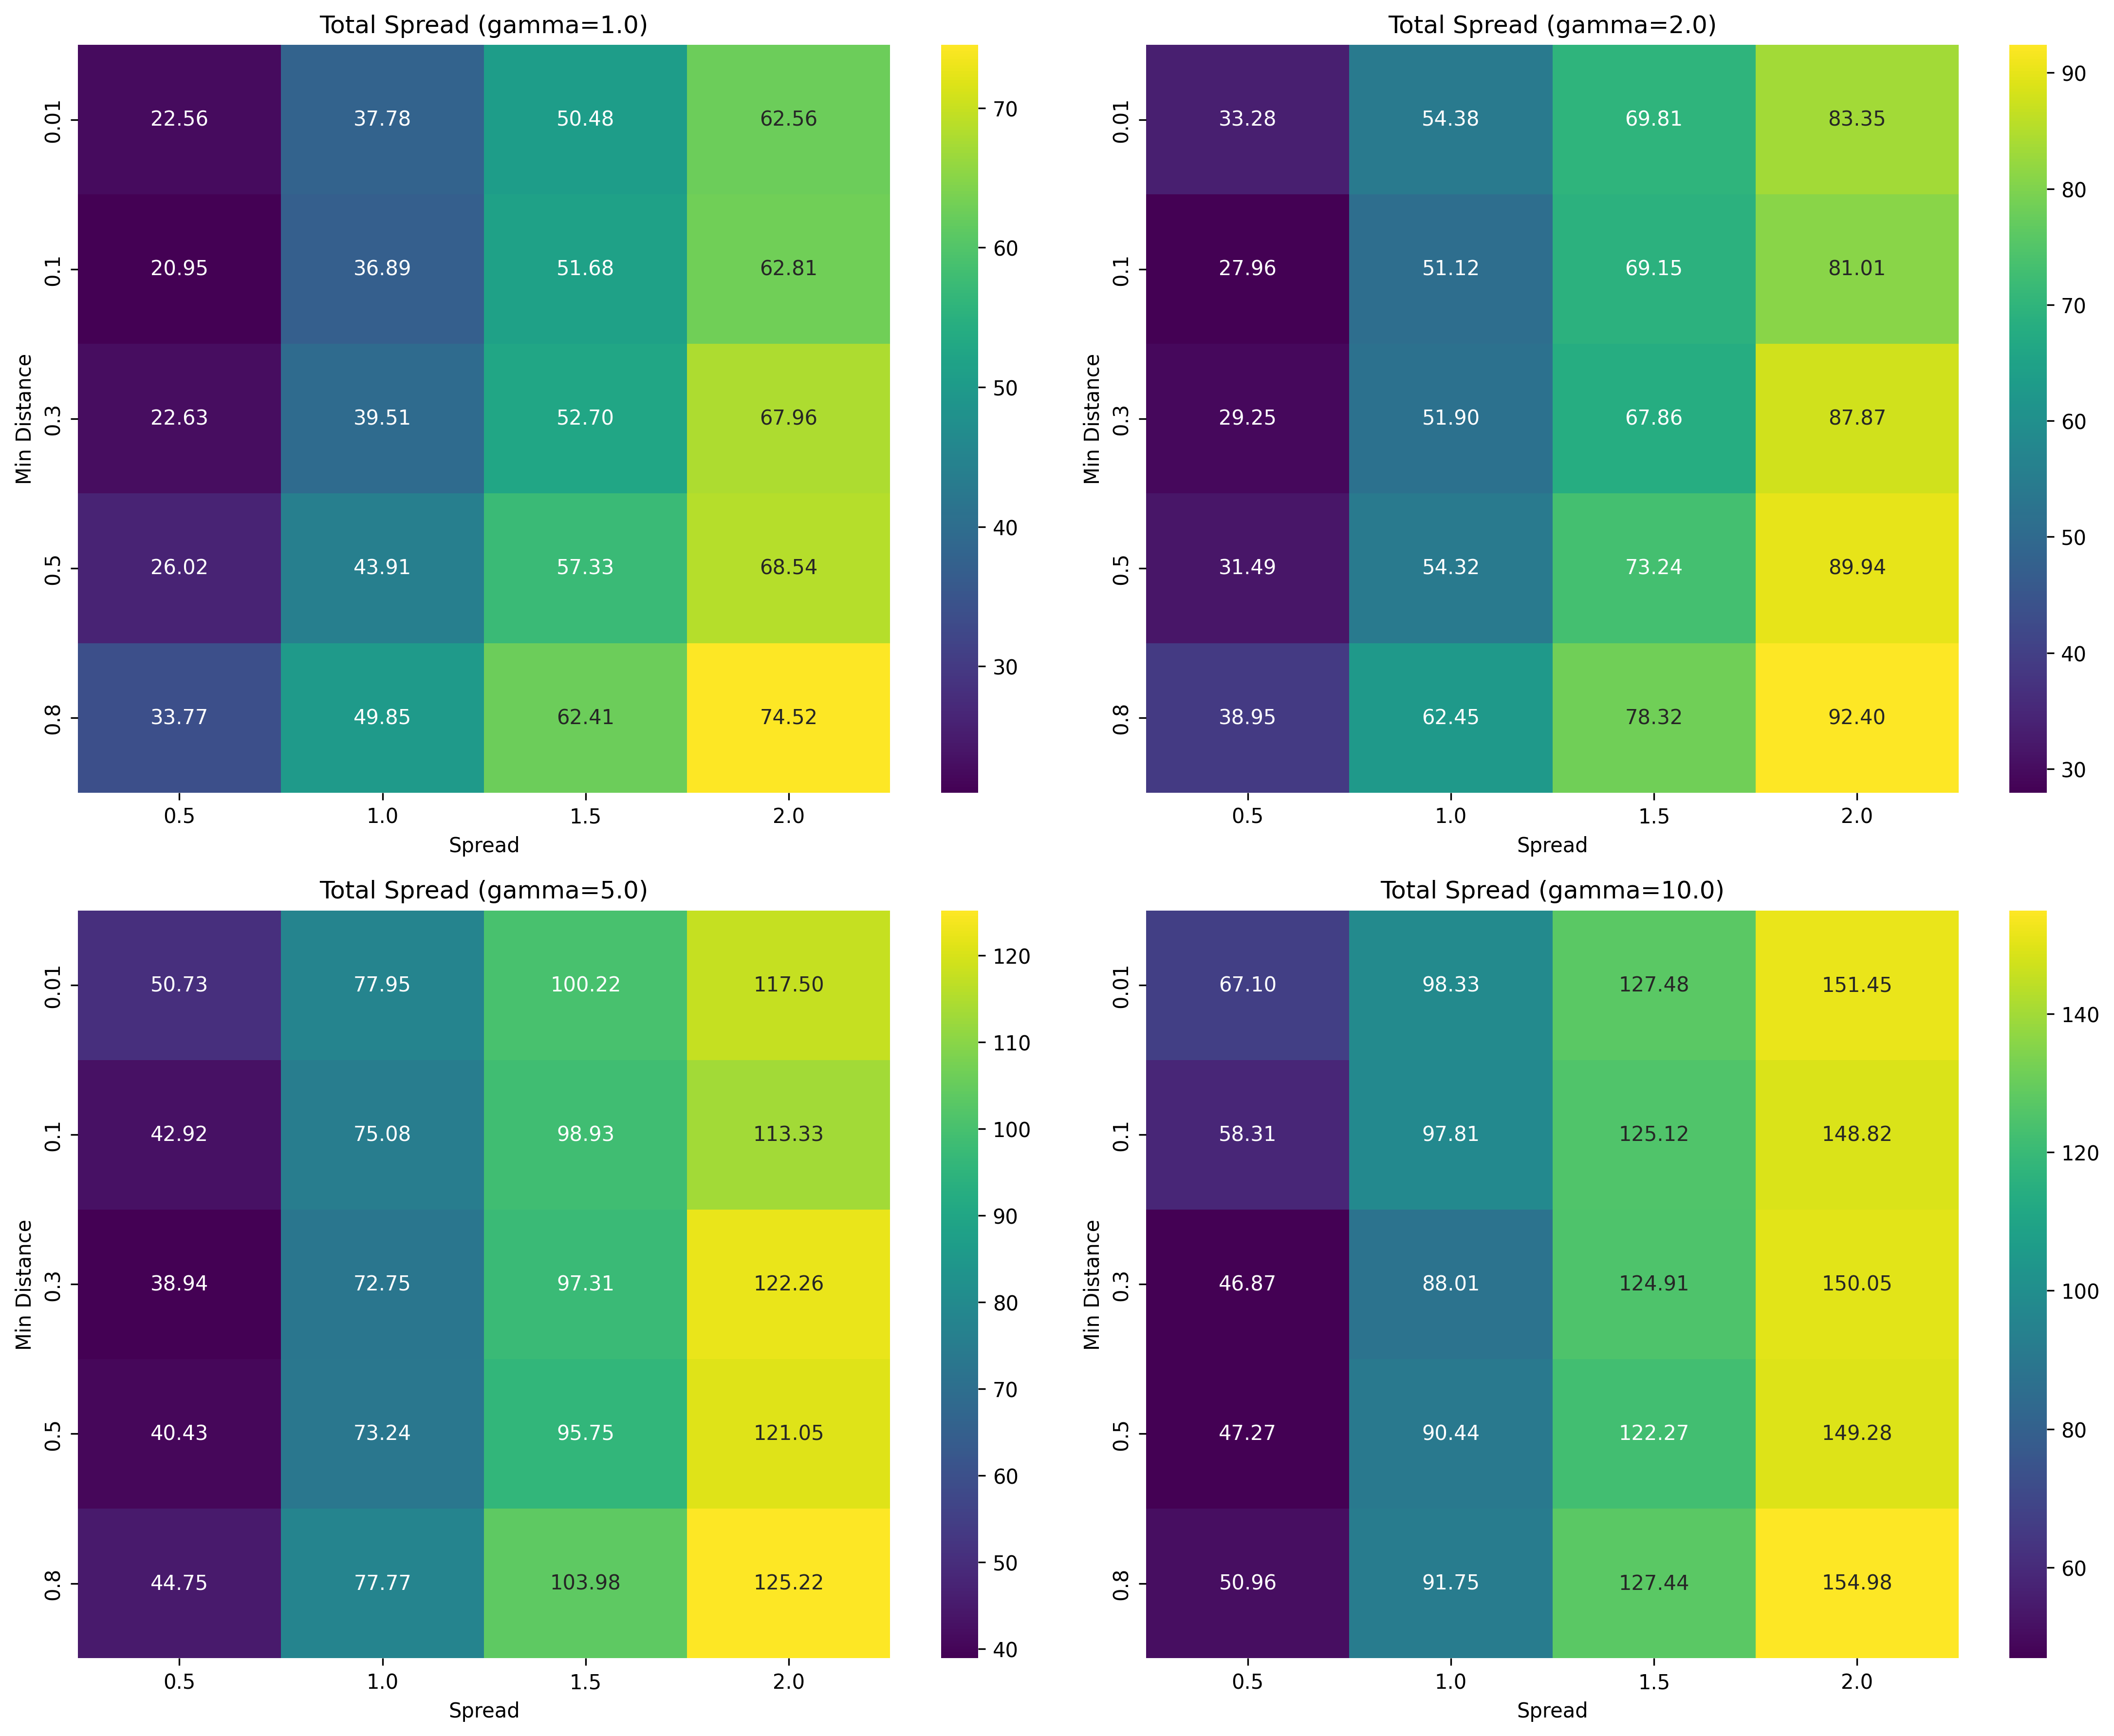 Total Spread (gamma=1.0)
0.01 22.56 37.78 50.48 62.56
0.1 20.95 36.89 51.68 62.81
0.3 22.63 39.51 52.70 67.96
0.5 26.02 43.91 57.33 68.54
0.8 33.77 49.85 62.41 74.52
Min Distance
0.5 1.0 1.5 2.0
Spread
70
60
50
40
30
Total Spread (gamma=2.0)
0.01 33.28 54.38 69.81 83.35
0.1 27.96 51.12 69.15 81.01
0.3 29.25 51.90 67.86 87.87
0.5 31.49 54.32 73.24 89.94
0.8 38.95 62.45 78.32 92.40
Min Distance
0.5 1.0 1.5 2.0
Spread
90
80
70
60
50
40
30
Total Spread (gamma=5.0)
0.01 50.73 77.95 100.22 117.50
0.1 42.92 75.08 98.93 113.33
0.3 38.94 72.75 97.31 122.26
0.5 40.43 73.24 95.75 121.05
0.8 44.75 77.77 103.98 125.22
Min Distance
0.5 1.0 1.5 2.0
Spread
120
110
100
90
80
70
60
50
40
Total Spread (gamma=10.0)
0.01 67.10 98.33 127.48 151.45
0.1 58.31 97.81 125.12 148.82
0.3 46.87 88.01 124.91 150.05
0.5 47.27 90.44 122.27 149.28
0.8 50.96 91.75 127.44 154.98
Min Distance
0.5 1.0 1.5 2.0
Spread
140
120
100
80
60